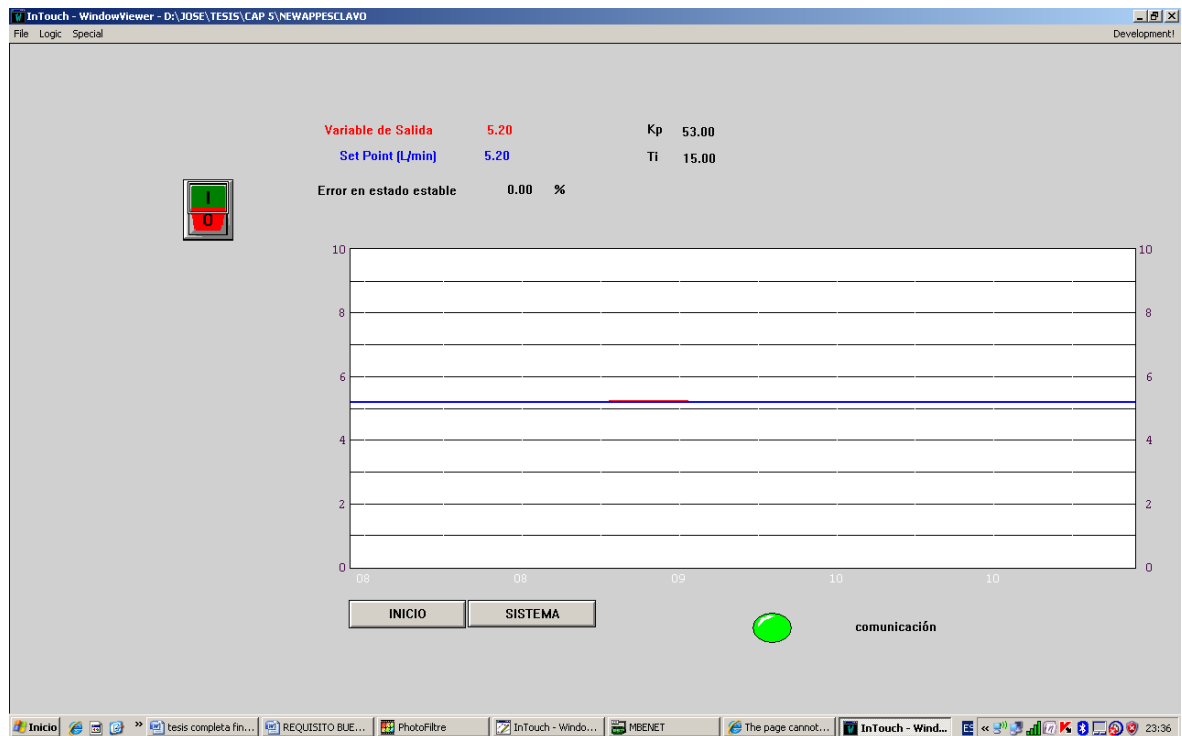 InTouch - WindowViewer - D:\JOSE\TESIS\CAP 5\NEWAPPESCLAVO
File Logic Special Development!
Variable de Salida 5.20 Kp 53.00
Set Point (L/min) 5.20 Ti 15.00
Error en estado estable 0.00 %
I
O
10 10
8 8
6 6
4 4
2 2
0 0
08 08 09 10 10
INICIO SISTEMA
comunicación
Inicio » tesis completa fin... REQUISITO BUE... PhotoFiltre InTouch - Windo... MBENET The page cannot... InTouch - Wind... ES « 23:36